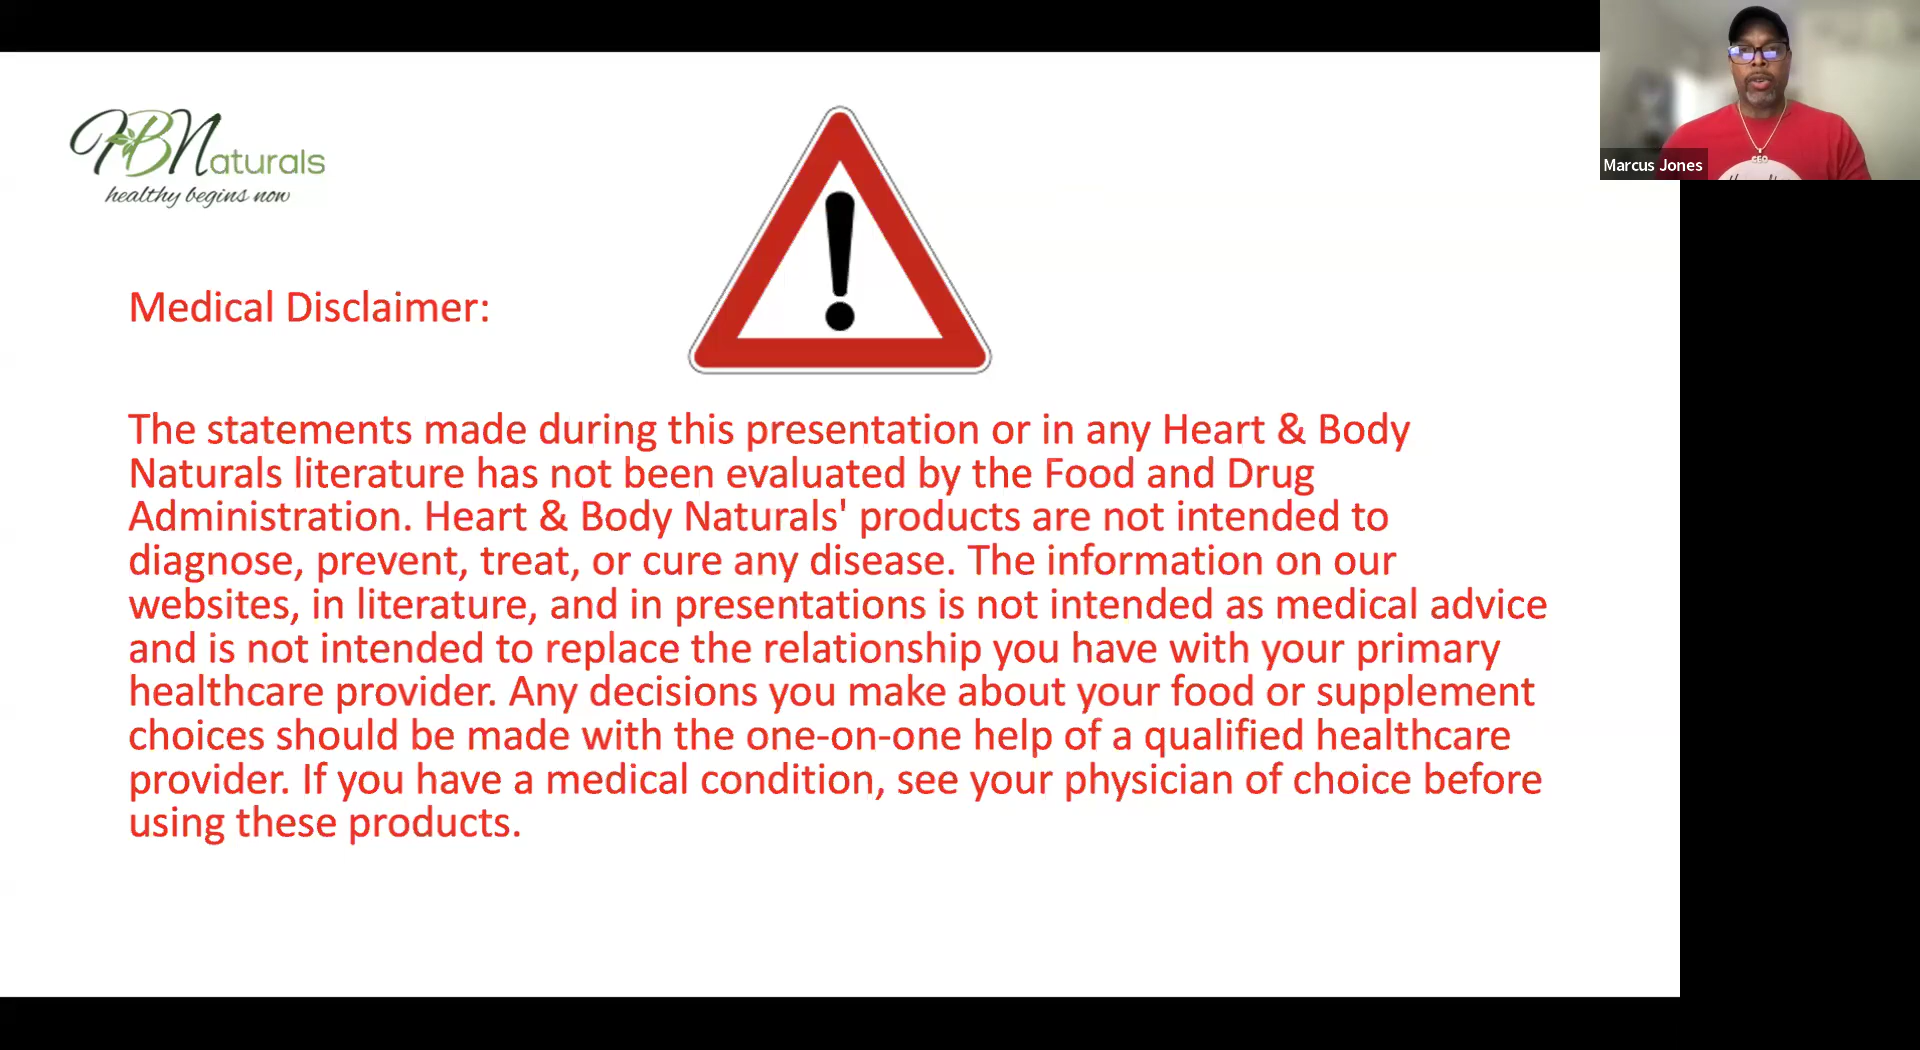 HBNaturals
healthy begins now
Marcus Jones
CEO
Medical Disclaimer:
The statements made during this presentation or in any Heart & Body
Naturals literature has not been evaluated by the Food and Drug
Administration. Heart & Body Naturals' products are not intended to
diagnose, prevent, treat, or cure any disease. The information on our
websites, in literature, and in presentations is not intended as medical advice
and is not intended to replace the relationship you have with your primary
healthcare provider. Any decisions you make about your food or supplement
choices should be made with the one-on-one help of a qualified healthcare
provider. If you have a medical condition, see your physician of choice before
using these products.